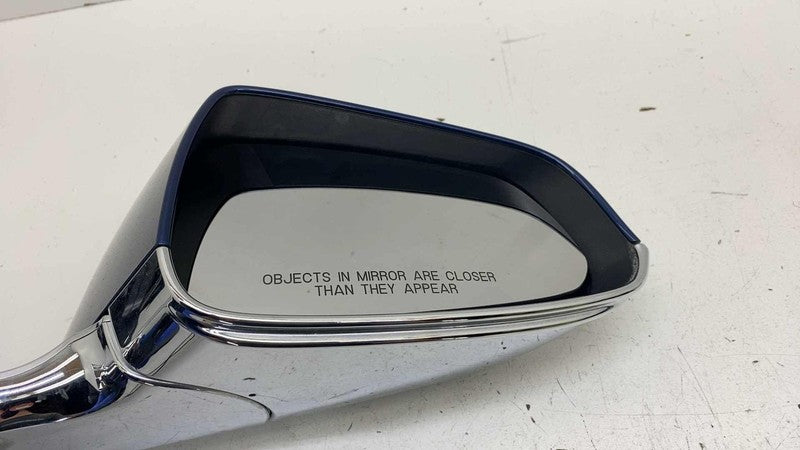 OBJECTS IN MIRROR ARE CLOSER
THAN THEY APPEAR